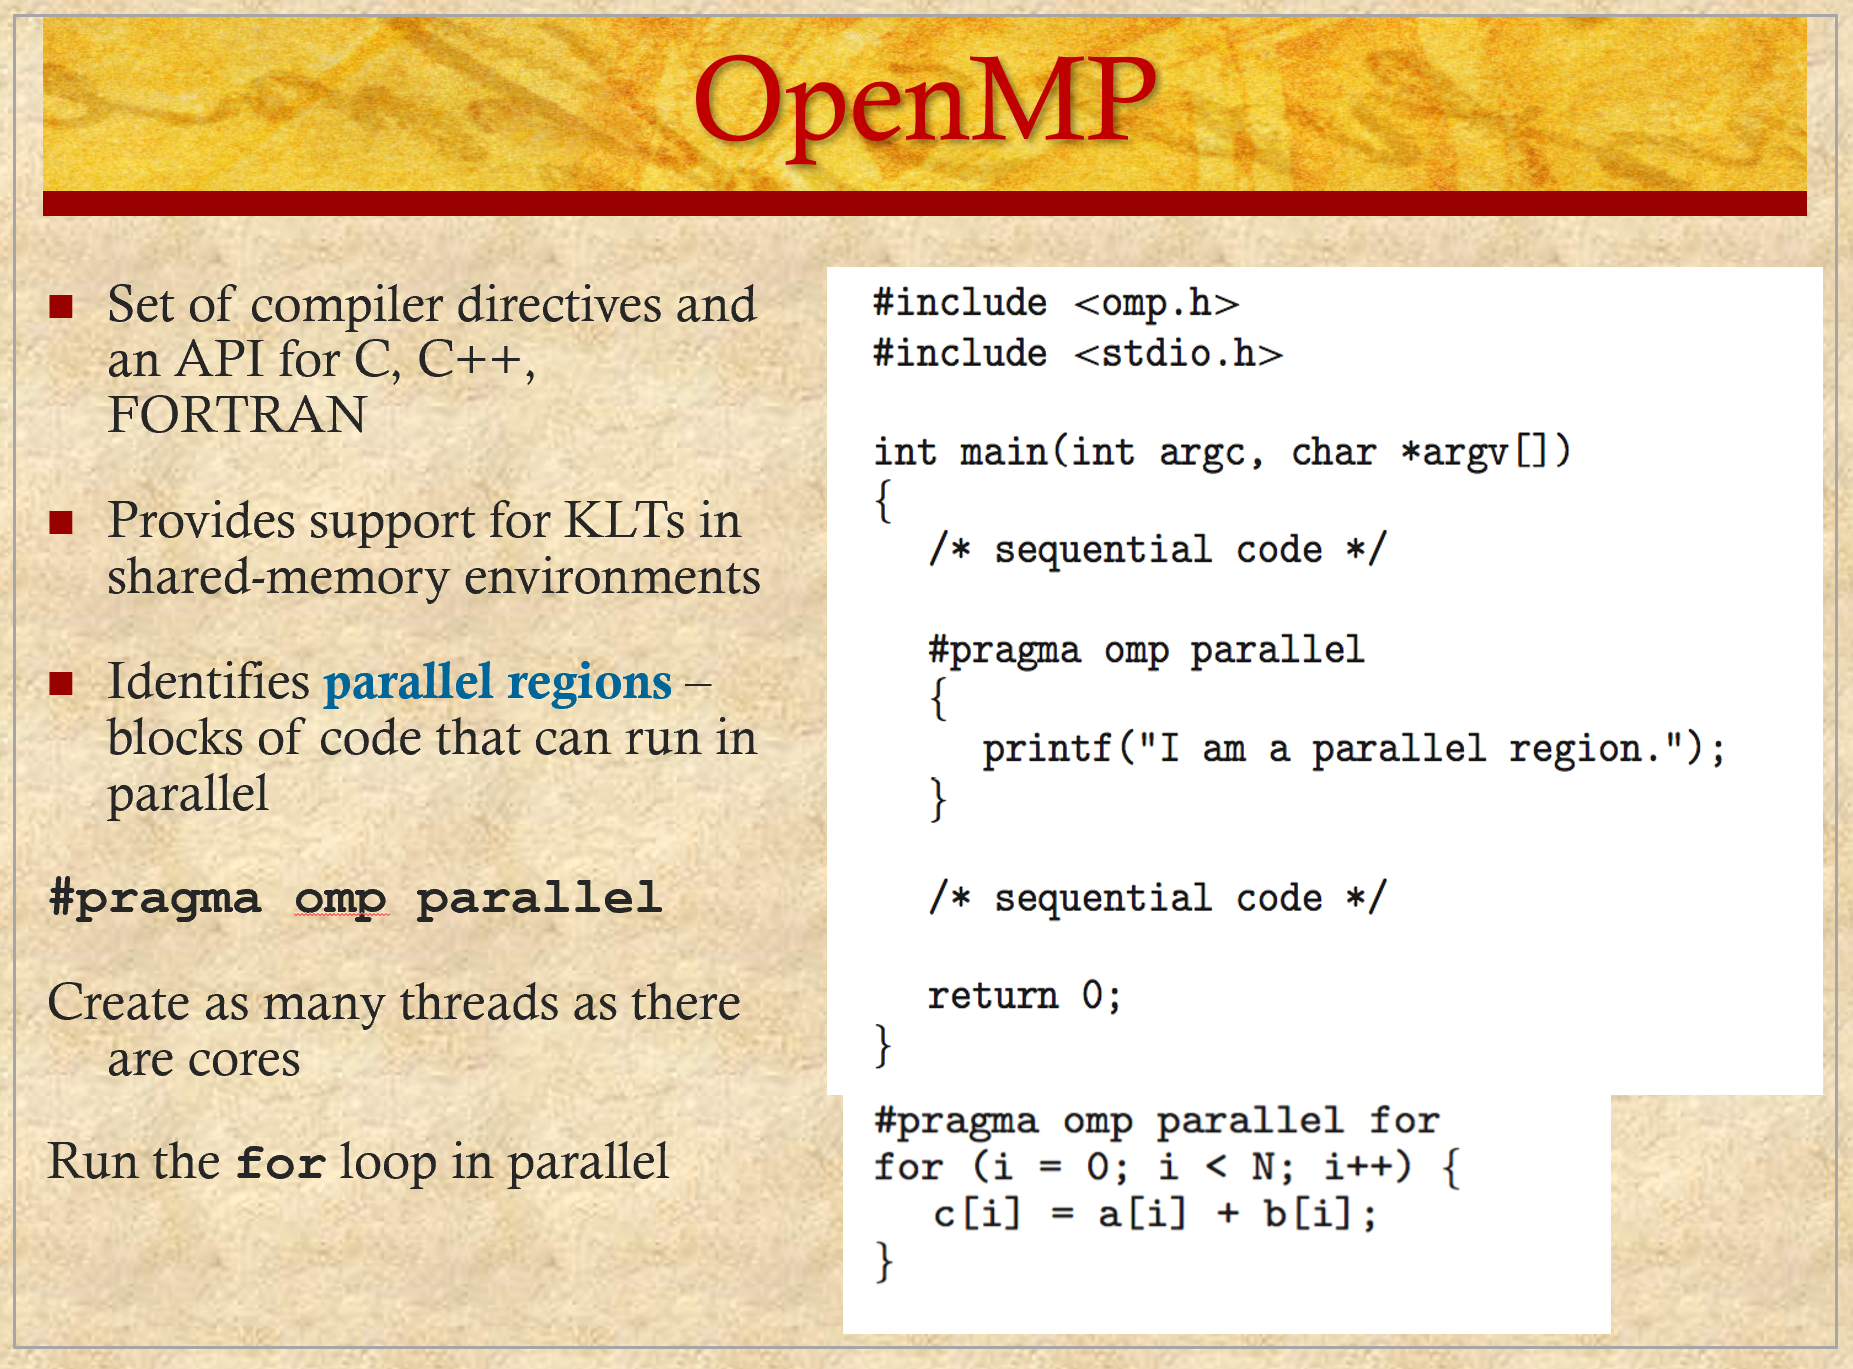 OpenMP
Set of compiler directives and
an API for C, C++,
FORTRAN
Provides support for KLTs in
shared-memory environments
Identifies parallel regions –
blocks of code that can run in
parallel
#pragma omp parallel
Create as many threads as there
are cores
Run the for loop in parallel
#include <omp.h>
#include <stdio.h>
int main(int argc, char *argv[])
{
/* sequential code */
#pragma omp parallel
{
printf("I am a parallel region.");
}
/* sequential code */
return 0;
}
#pragma omp parallel for
for (i = 0; i < N; i++) {
c[i] = a[i] + b[i];
}